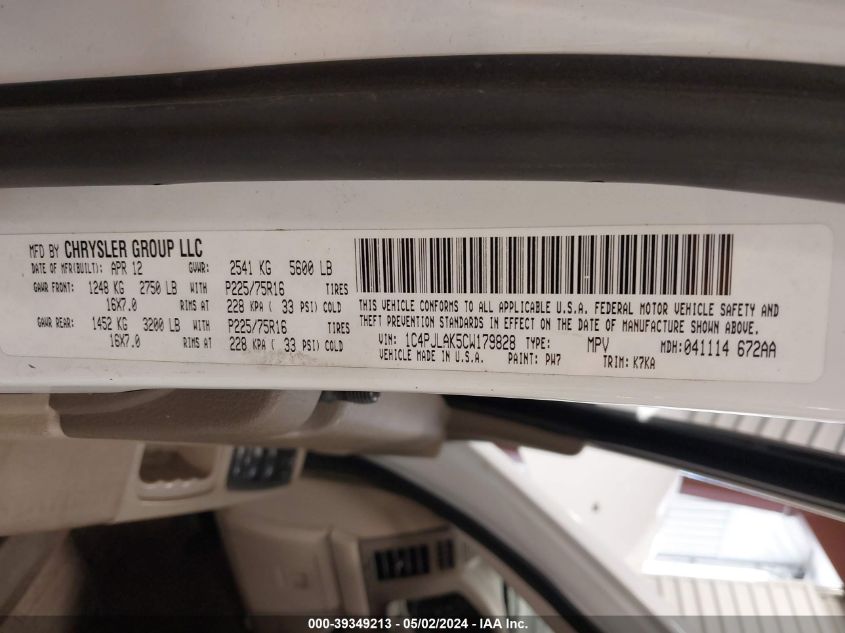 MFD BY CHRYSLER GROUP LLC
DATE OF MFR(BUILT): APR 12 GVWR: 2541 KG 5600 LB
GAWR FRONT: 1248 KG 2750 LB WITH P225/75R16 TIRES
16X7.0 RIMS AT 228 KPA ( 33 PSI) COLD
GAWR REAR: 1452 KG 3200 LB WITH P225/75R16 TIRES
16X7.0 RIMS AT 228 KPA ( 33 PSI) COLD
THIS VEHICLE CONFORMS TO ALL APPLICABLE U.S.A. FEDERAL MOTOR VEHICLE SAFETY AND
THEFT PREVENTION STANDARDS IN EFFECT ON THE DATE OF MANUFACTURE SHOWN ABOVE.
VIN: 1C4PJLAK5CW179828 TYPE: MPV MDH: 041114 672AA
VEHICLE MADE IN U.S.A. PAINT: PW7 TRIM: K7KA
000-39349213 - 05/02/2024 - IAA Inc.